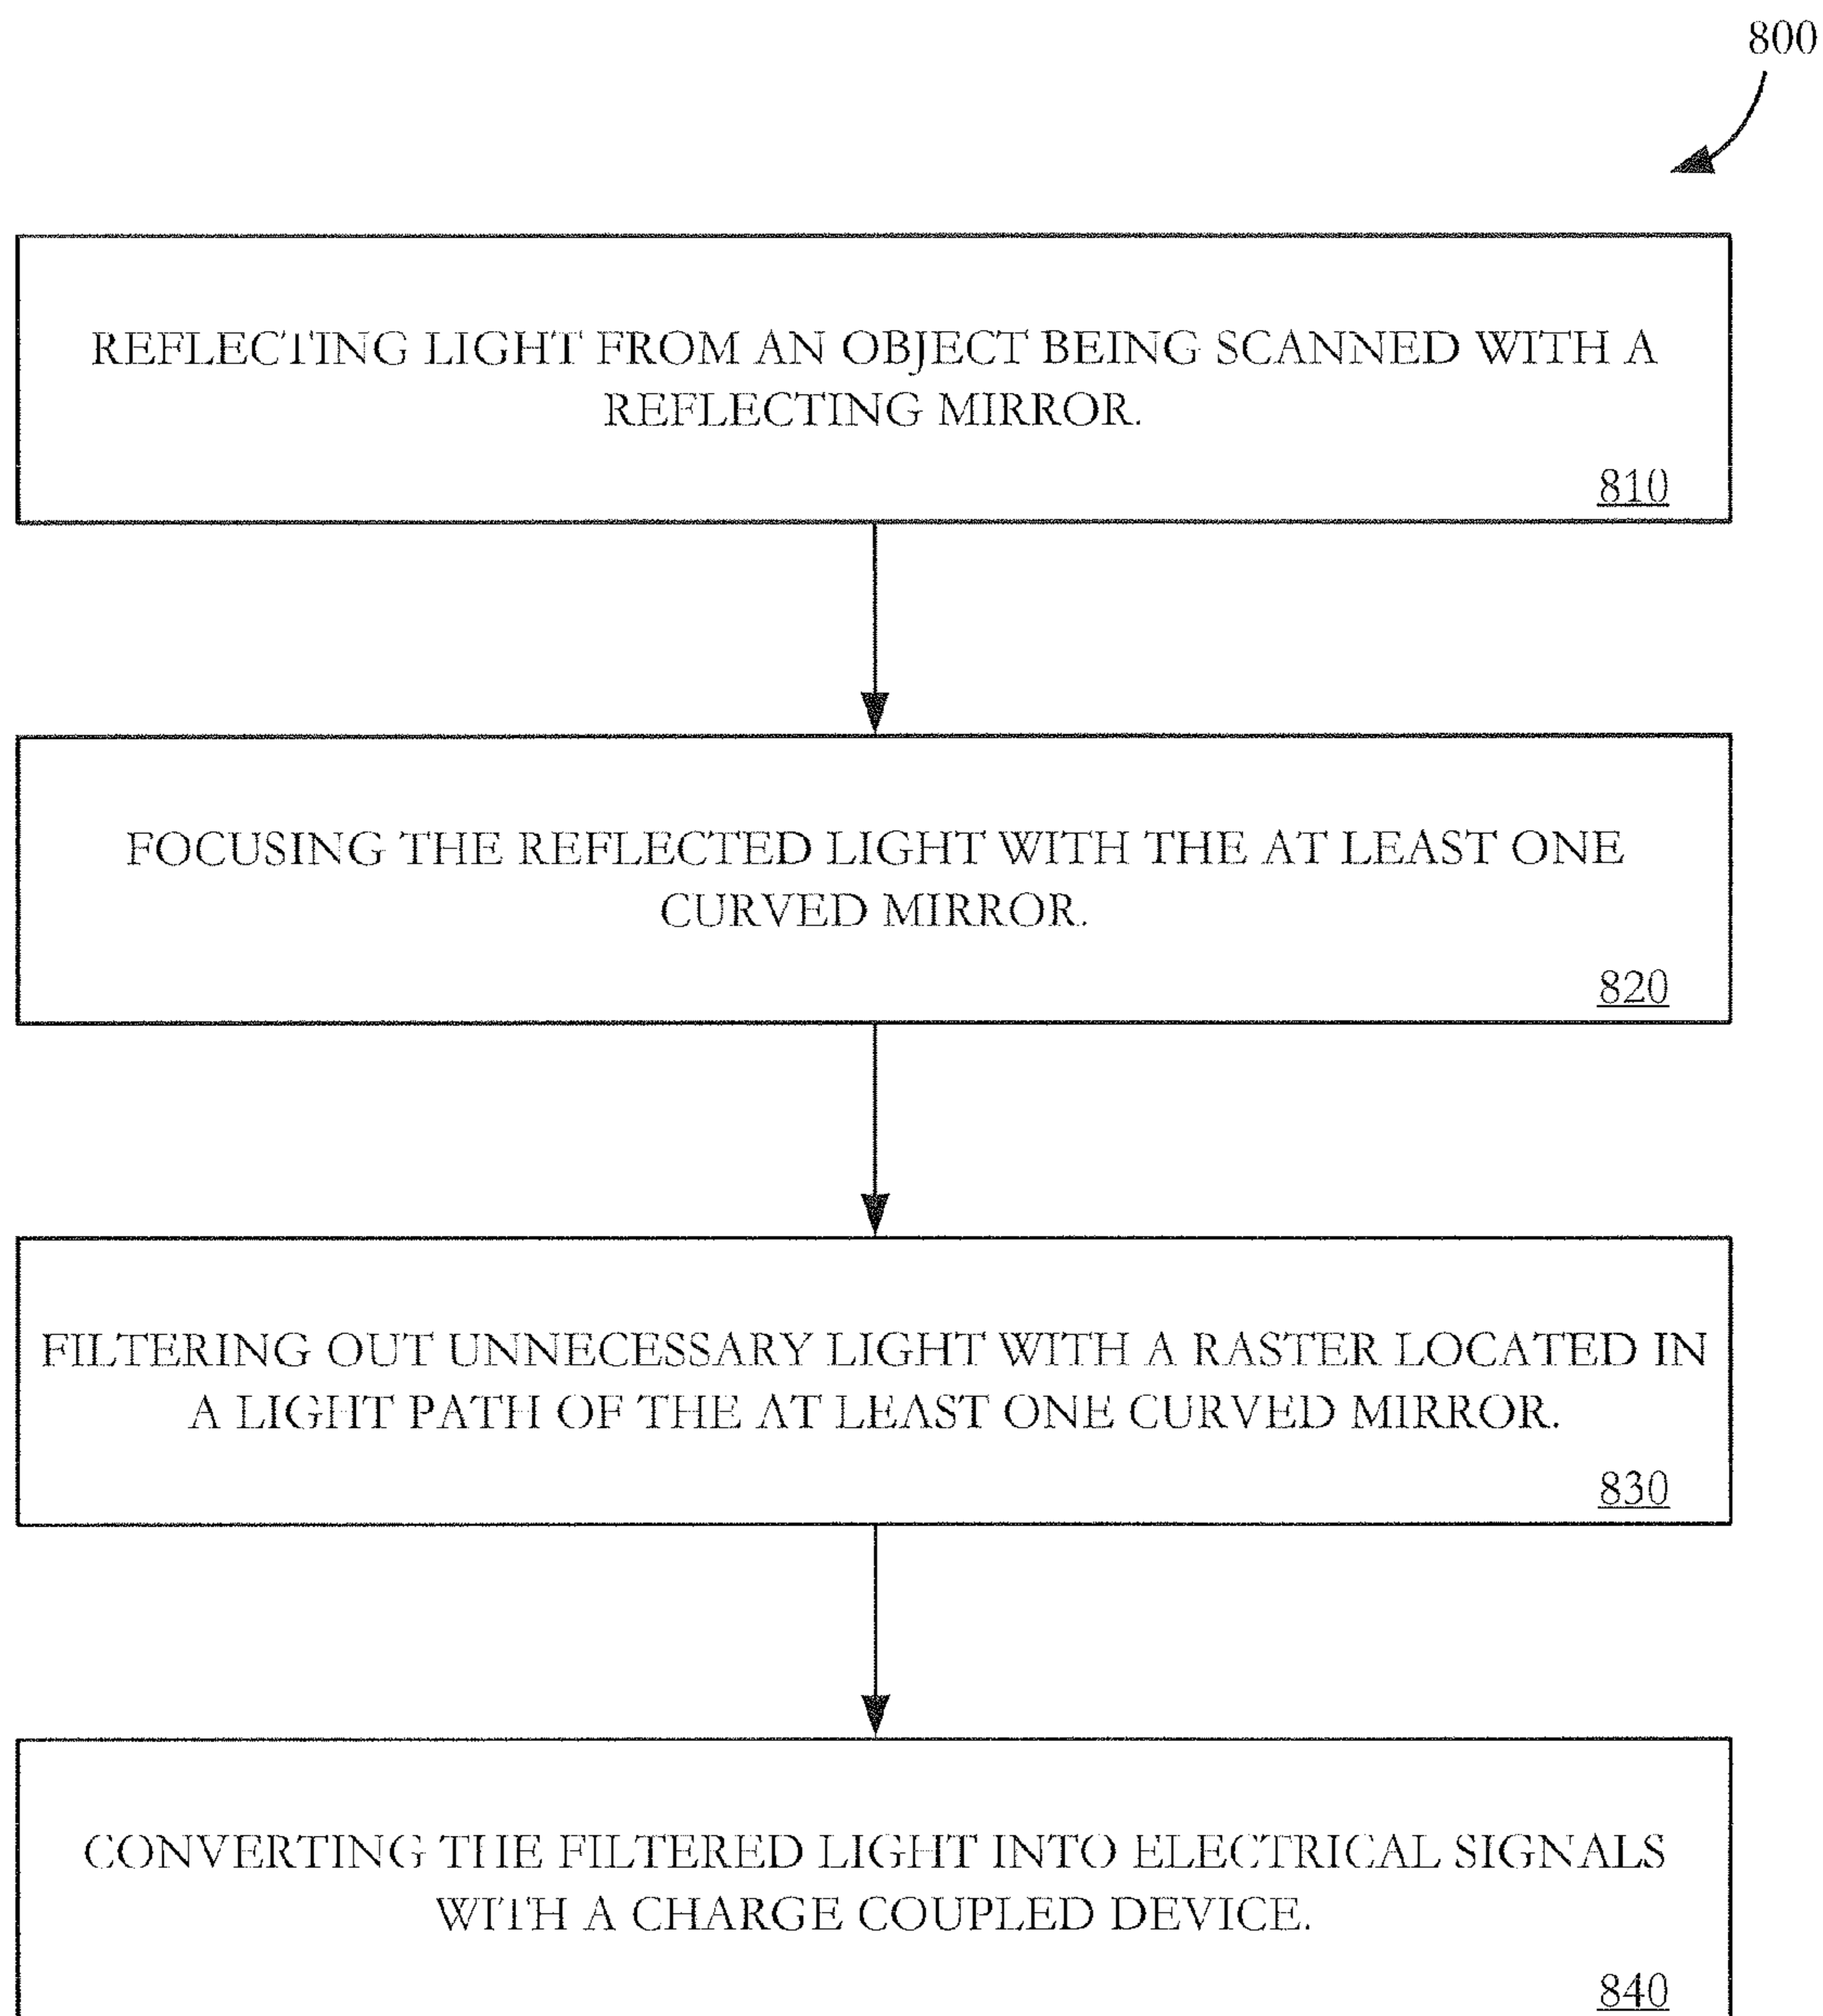 800
REFLECTING LIGHT FROM AN OBJECT BEING SCANNED WITH A
REFLECTING MIRROR.
810
FOCUSING THE REFLECTED LIGHT WITH THE AT LEAST ONE
CURVED MIRROR.
820
FILTERING OUT UNNECESSARY LIGHT WITH A RASTER LOCATED IN
A LIGHT PATH OF THE AT LEAST ONE CURVED MIRROR.
830
CONVERTING THE FILTERED LIGHT INTO ELECTRICAL SIGNALS
WITH A CHARGE COUPLED DEVICE.
840